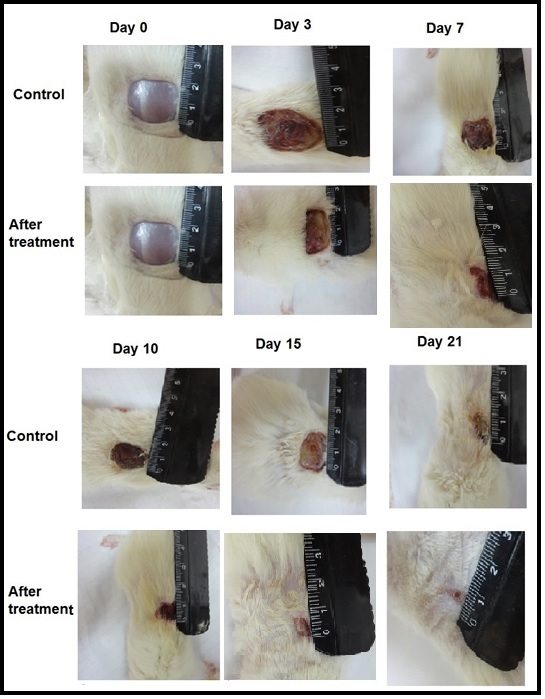 Day 0 Day 3 Day 7
Control
After
treatment
Day 10 Day 15 Day 21
Control
After
treatment